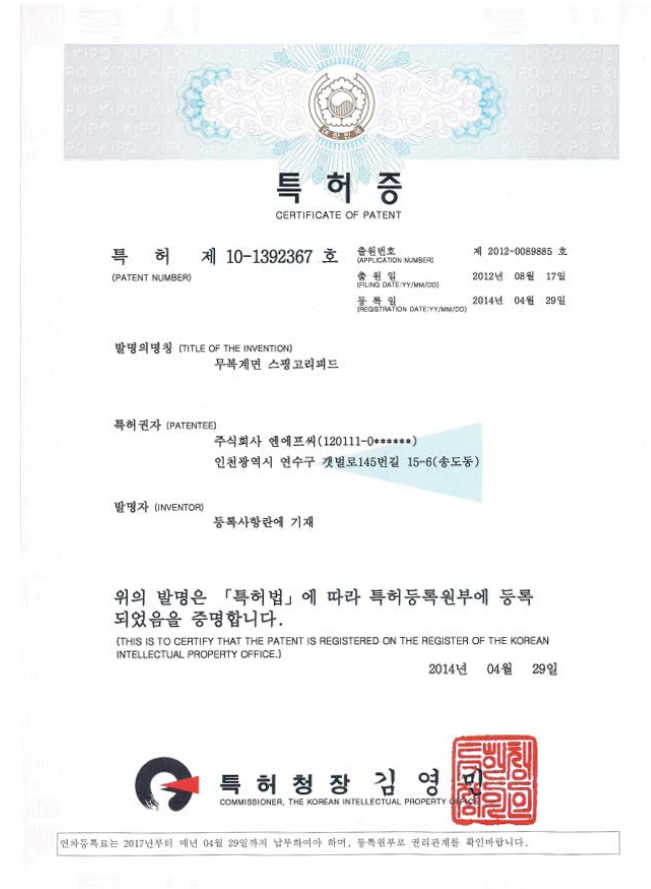 대한민국
특 허 증
CERTIFICATE OF PATENT
특 허 제 10-1392367 호
(PATENT NUMBER)
출원번호 제 2012-0089885 호
(APPLICATION NUMBER)
출 원 일 2012년 08월 17일
(FILING DATE:YY/MM/DD)
등 록 일 2014년 04월 29일
(REGISTRATION DATE:YY/MM/DD)
발명의명칭 (TITLE OF THE INVENTION)
무복계면 스핑고리피드
특허권자 (PATENTEE)
주식회사 엔에프씨(120111-0******)
인천광역시 연수구 갯벌로145번길 15-6(송도동)
발명자 (INVENTOR)
등록사항란에 기재
위의 발명은 「특허법」에 따라 특허등록원부에 등록
되었음을 증명합니다.
(THIS IS TO CERTIFY THAT THE PATENT IS REGISTERED ON THE REGISTER OF THE KOREAN
INTELLECTUAL PROPERTY OFFICE.)
2014년 04월 29일
특 허 청 장 김 영 민
COMMISSIONER, THE KOREAN INTELLECTUAL PROPERTY OFFICE
연차등록료는 2017년부터 매년 04월 29일까지 납부하여야 하며, 등록원부로 권리관계를 확인바랍니다.